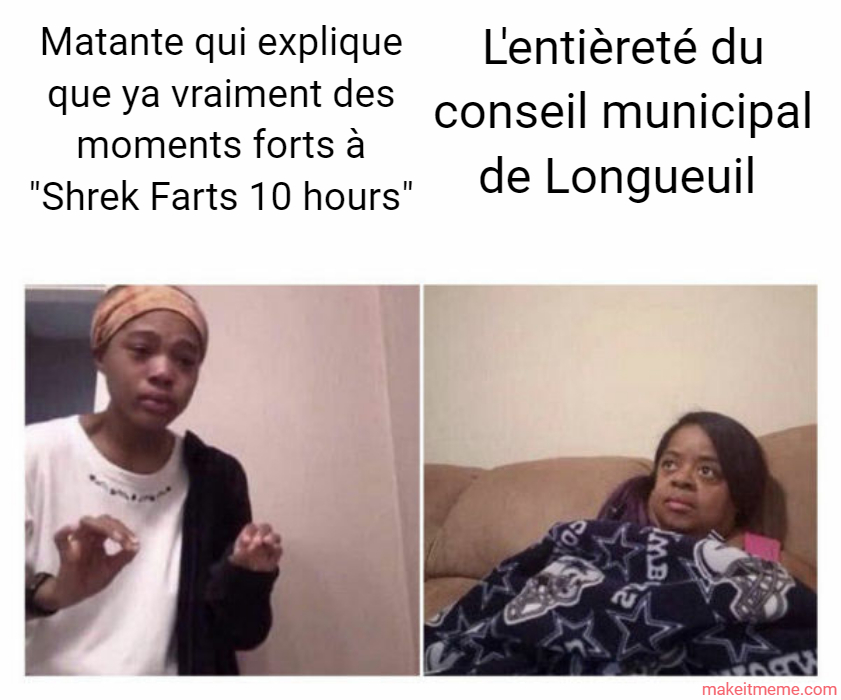 Matante qui explique
que ya vraiment des
moments forts à
"Shrek Farts 10 hours"
L'entièreté du
conseil municipal
de Longueuil
makeitmeme.com